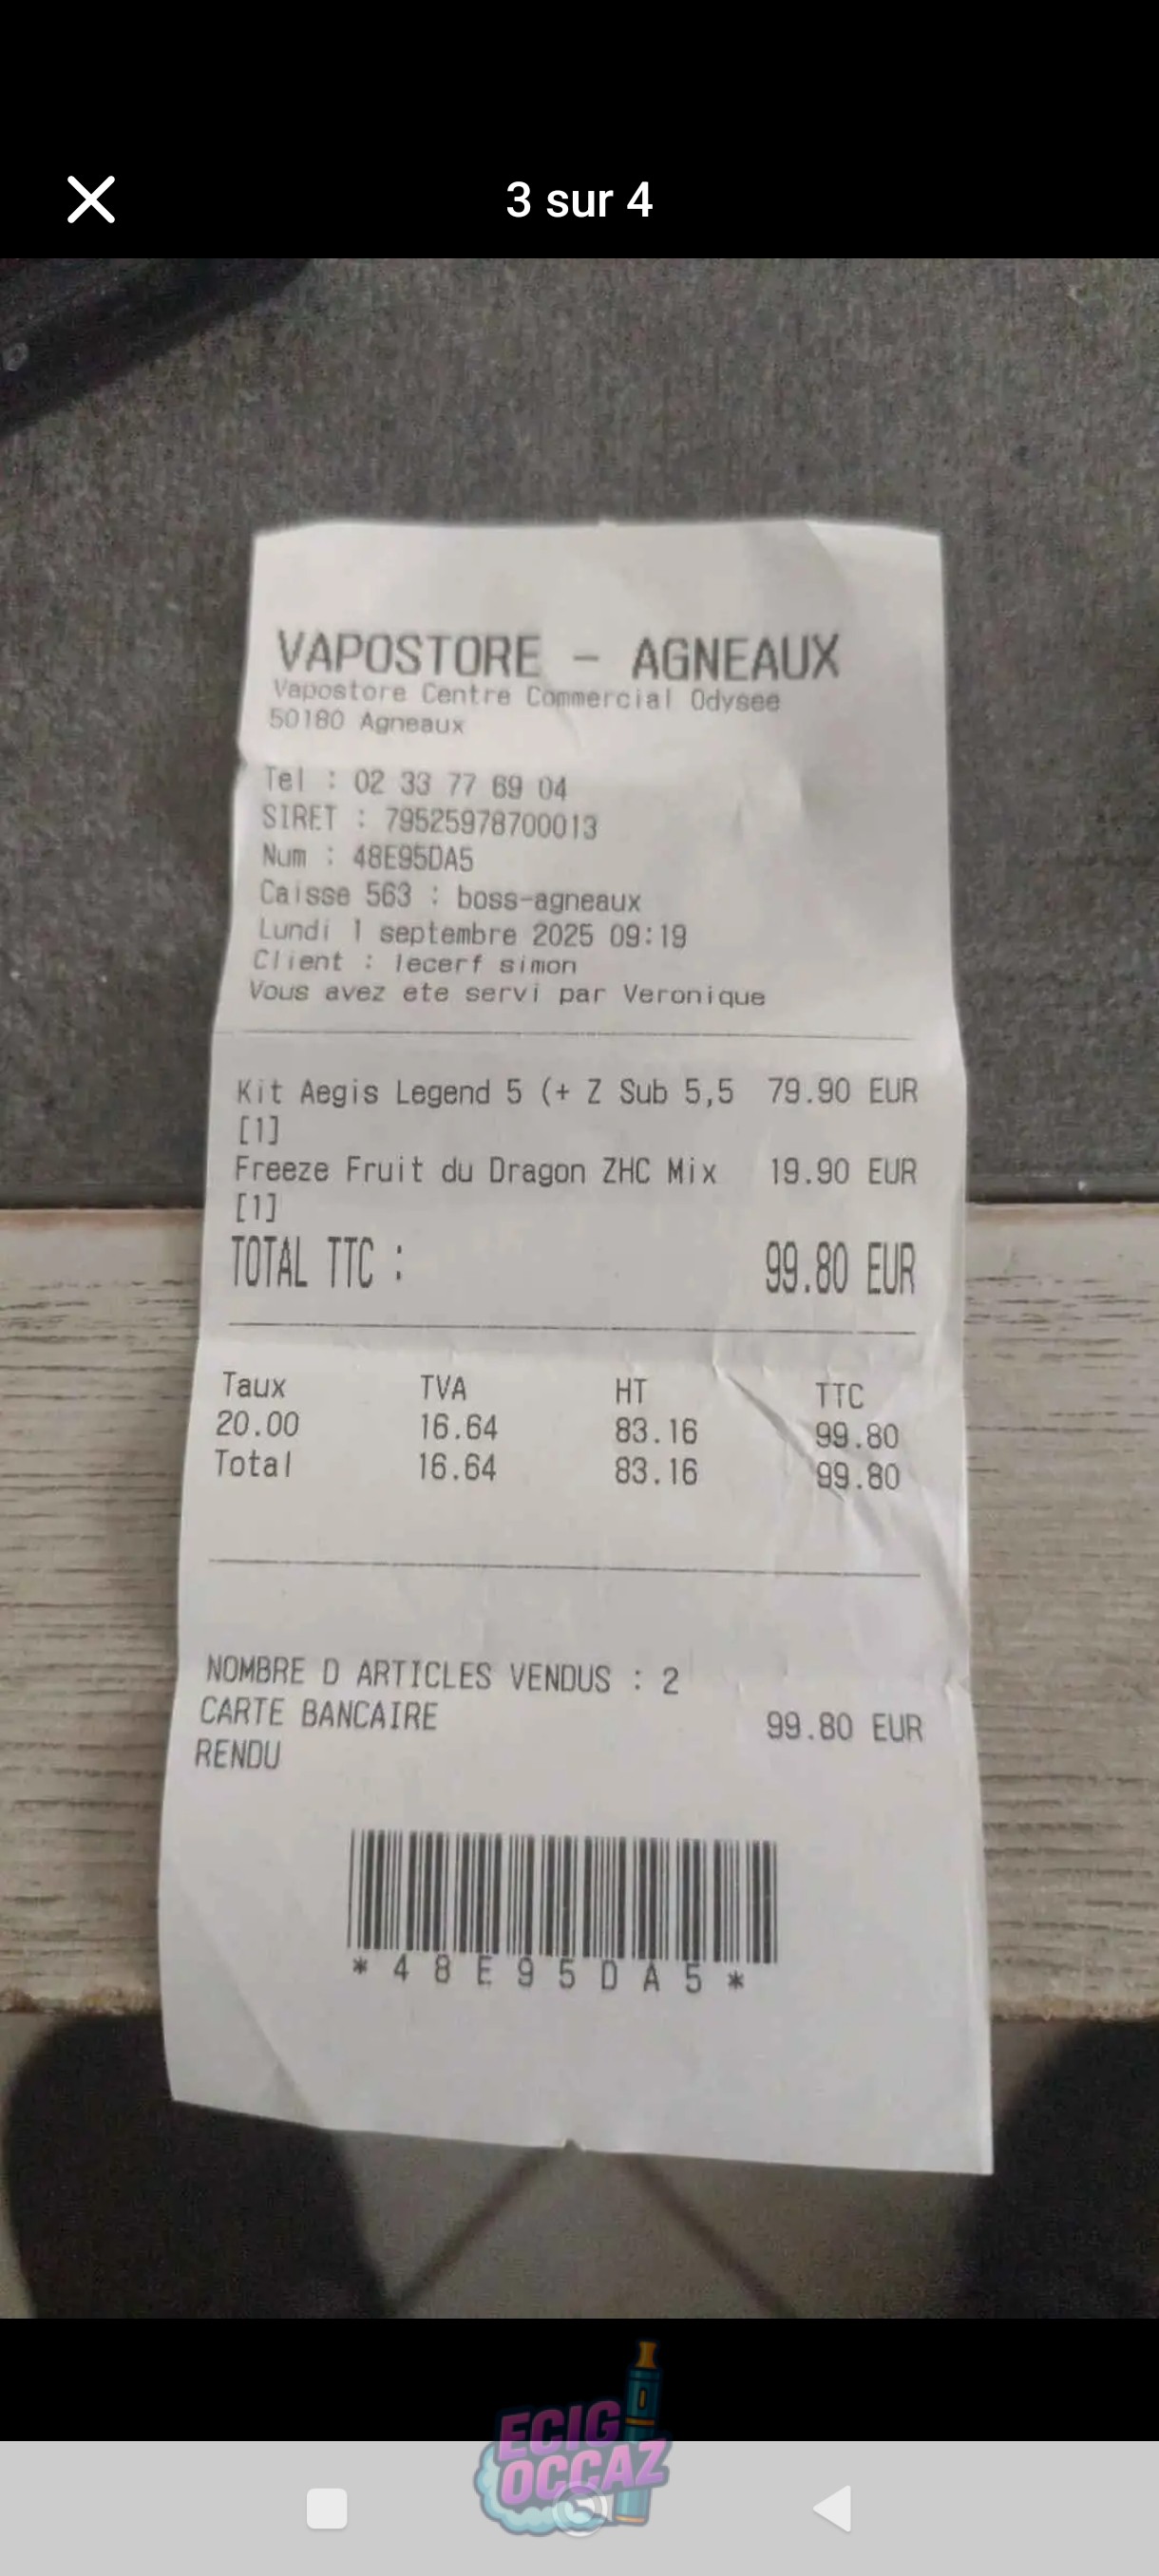 3 sur 4
VAPOSTORE - AGNEAUX
Vapostore Centre Commercial Odysee
50180 Agneaux
Tel : 02 33 77 69 04
SIRET : 79525978700013
Num : 48E95DA5
Caisse 563 : boss-agneaux
Lundi 1 septembre 2025 09:19
Client : lecerf simon
Vous avez ete servi par Veronique
Kit Aegis Legend 5 (+ Z Sub 5,5 79.90 EUR
[1]
Freeze Fruit du Dragon ZHC Mix 19.90 EUR
[1]
TOTAL TTC : 99.80 EUR
Taux TVA HT TTC
20.00 16.64 83.16 99.80
Total 16.64 83.16 99.80
NOMBRE D ARTICLES VENDUS : 2
CARTE BANCAIRE 99.80 EUR
RENDU
*48E95DA5*
ECIG
OCCAZ